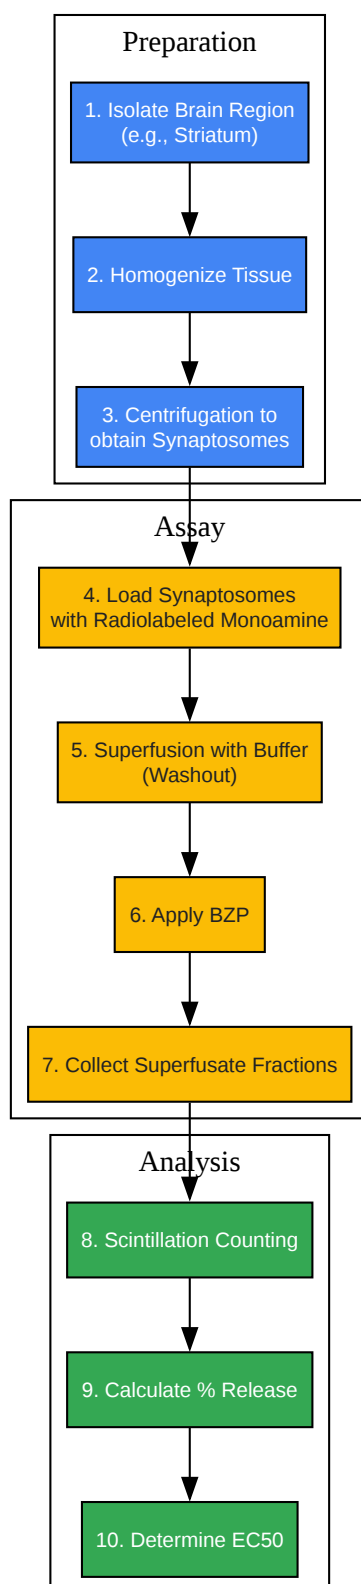 Preparation
1. Isolate Brain Region
(e.g., Striatum)
2. Homogenize Tissue
3. Centrifugation to
obtain Synaptosomes
Assay
4. Load Synaptosomes
with Radiolabeled Monoamine
5. Superfusion with Buffer
(Washout)
6. Apply BZP
7. Collect Superfusate Fractions
Analysis
8. Scintillation Counting
9. Calculate % Release
10. Determine EC50